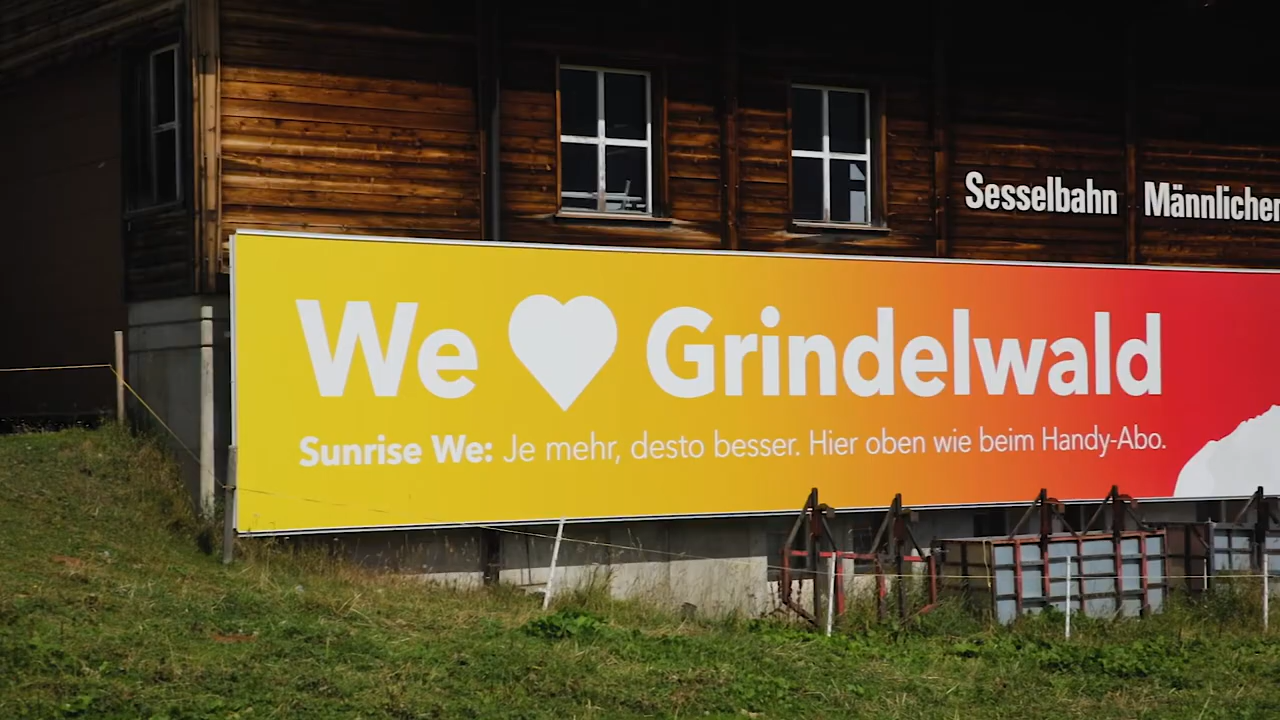 Sesselbahn Männlichen
We ♥ Grindelwald
Sunrise We: Je mehr, desto besser. Hier oben wie beim Handy-Abo.